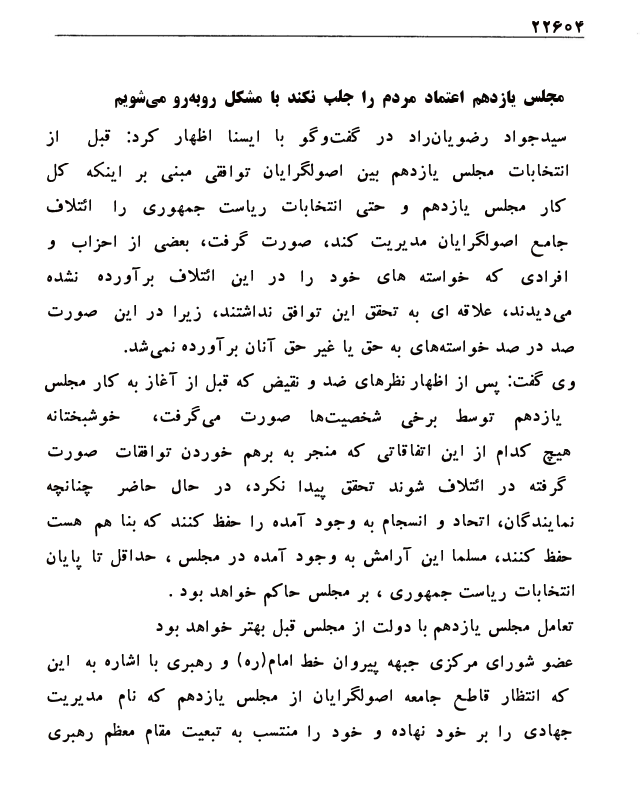 ۲۲۶۰۴
مجلس یازدهم اعتماد مردم را جلب نکند با مشکل روبه‌رو می‌شویم
سیدجواد رضویان‌راد در گفت‌وگو با ایسنا اظهار کرد: قبل از
انتخابات مجلس یازدهم بین اصولگرایان توافقی مبنی بر اینکه کل
کار مجلس یازدهم و حتی انتخابات ریاست جمهوری را ائتلاف
جامع اصولگرایان مدیریت کند، صورت گرفت، بعضی از احزاب و
افرادی که خواسته های خود را در این ائتلاف برآورده نشده
می‌دیدند، علاقه ای به تحقق این توافق نداشتند، زیرا در این صورت
صد در صد خواسته‌های به حق یا غیر حق آنان برآورده نمی‌شد.
وی گفت: پس از اظهار نظرهای ضد و نقیض که قبل از آغاز به کار مجلس
یازدهم توسط برخی شخصیت‌ها صورت می‌گرفت، خوشبختانه
هیچ کدام از این اتفاقاتی که منجر به برهم خوردن توافقات صورت
گرفته در ائتلاف شوند تحقق پیدا نکرد، در حال حاضر چنانچه
نمایندگان، اتحاد و انسجام به وجود آمده را حفظ کنند که بنا هم هست
حفظ کنند، مسلما این آرامش به وجود آمده در مجلس ، حداقل تا پایان
انتخابات ریاست جمهوری ، بر مجلس حاکم خواهد بود .
تعامل مجلس یازدهم با دولت از مجلس قبل بهتر خواهد بود
عضو شورای مرکزی جبهه پیروان خط امام(ره) و رهبری با اشاره به این
که انتظار قاطع جامعه اصولگرایان از مجلس یازدهم که نام مدیریت
جهادی را بر خود نهاده و خود را منتسب به تبعیت مقام معظم رهبری